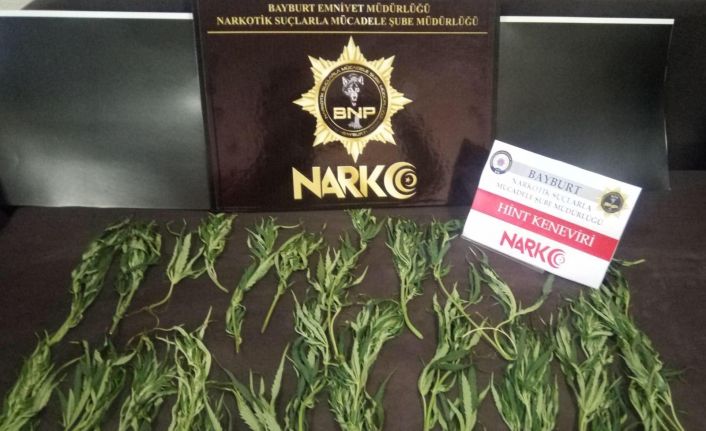 BAYBURT EMNİYET MÜDÜRLÜĞÜ
NARKOTİK SUÇLARLA MÜCADELE ŞUBE MÜDÜRLÜĞÜ
BNP
BAYBURT
NARKO
BAYBURT
NARKOTİK SUÇLARLA
MÜCADELE ŞUBE MÜDÜRLÜĞÜ
HİNT KENEVİRİ
NARKO